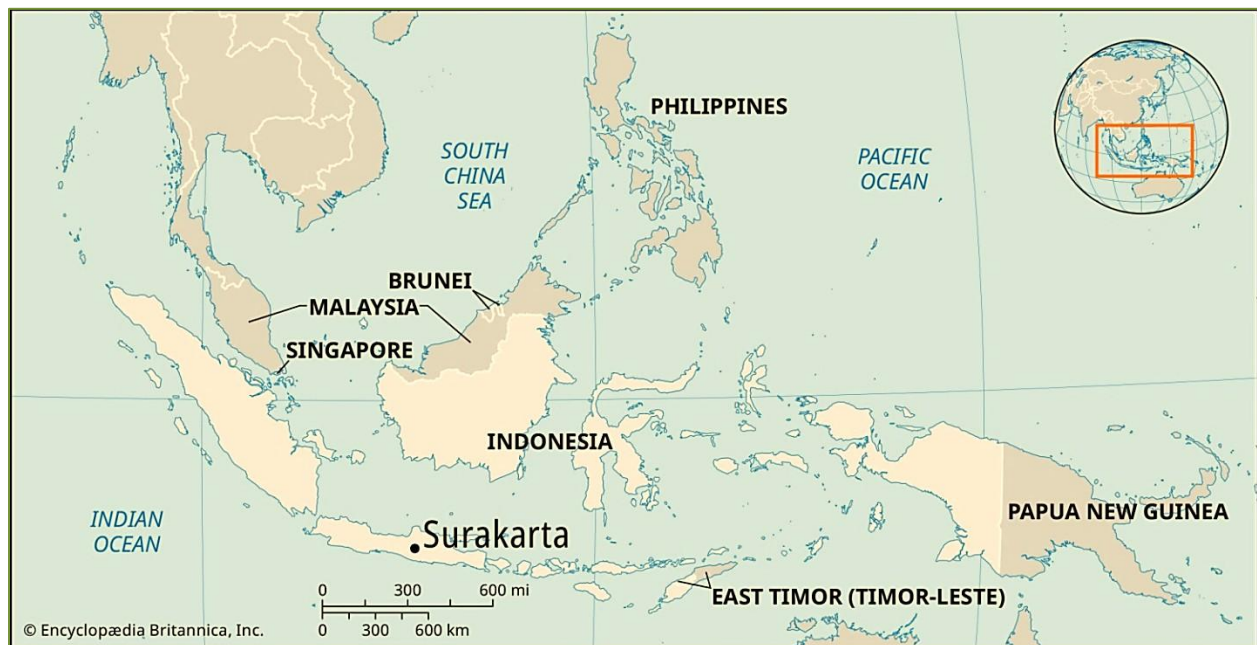 PHILIPPINES
SOUTH
CHINA
SEA
PACIFIC
OCEAN
BRUNEI
MALAYSIA
SINGAPORE
INDONESIA
INDIAN
OCEAN
Surakarta
PAPUA NEW GUINEA
0 300 600 mi
0 300 600 km
EAST TIMOR (TIMOR-LESTE)
© Encyclopædia Britannica, Inc.